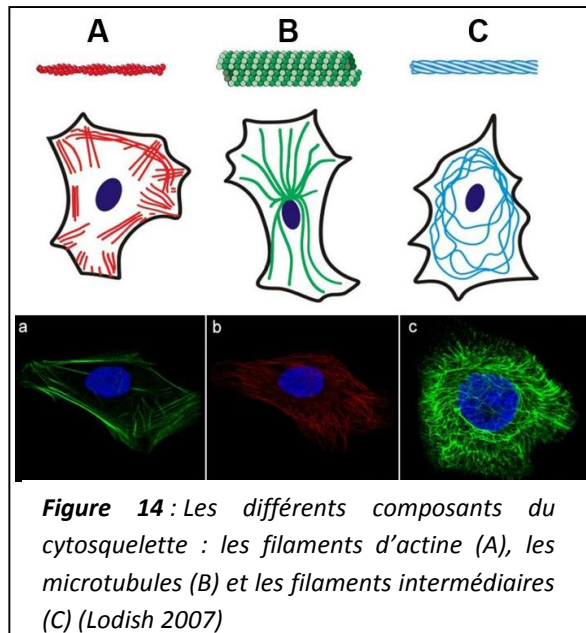 A B C
a b c
Figure 14 : Les différents composants du
cytosquelette : les filaments d'actine (A), les
microtubules (B) et les filaments intermédiaires
(C) (Lodish 2007)